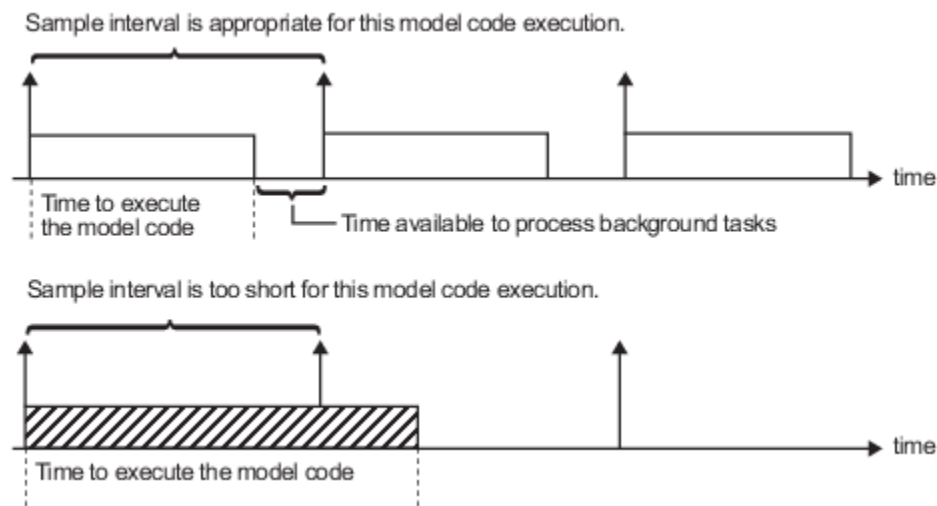 Sample interval is appropriate for this model code execution.
time
Time to execute
the model code
Time available to process background tasks
Sample interval is too short for this model code execution.
time
Time to execute the model code